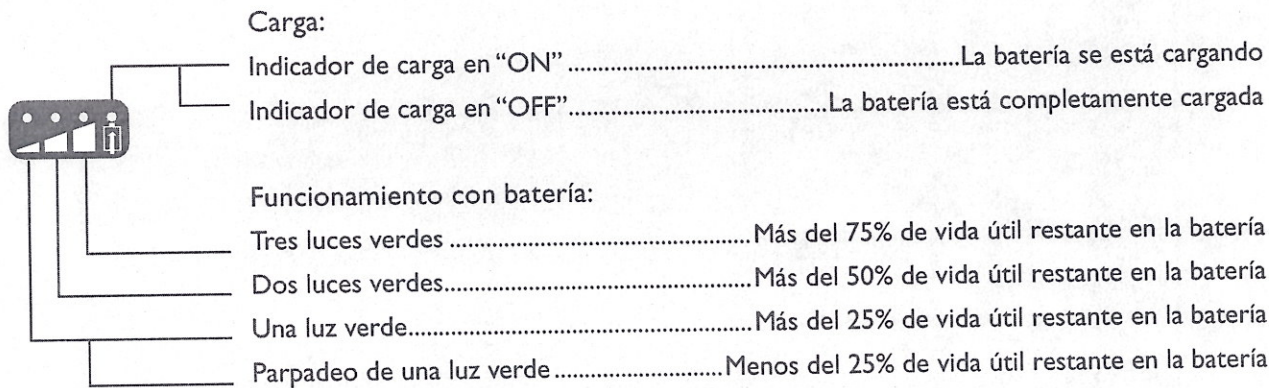 Carga:
Indicador de carga en “ON” ........................................................La batería se está cargando
Indicador de carga en “OFF”.....................................La batería está completamente cargada
Funcionamiento con batería:
Tres luces verdes ...........................................Más del 75% de vida útil restante en la batería
Dos luces verdes............................................Más del 50% de vida útil restante en la batería
Una luz verde.................................................Más del 25% de vida útil restante en la batería
Parpadeo de una luz verde ........................Menos del 25% de vida útil restante en la batería